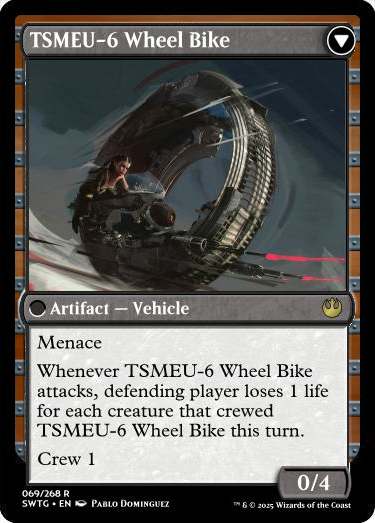 TSMEU-6 Wheel Bike
Artifact — Vehicle
Menace
Whenever TSMEU-6 Wheel Bike
attacks, defending player loses 1 life
for each creature that crewed
TSMEU-6 Wheel Bike this turn.
Crew 1
0/4
069/268 R
SWTG • EN Pablo Dominguez
™ & © 2025 Wizards of the Coast